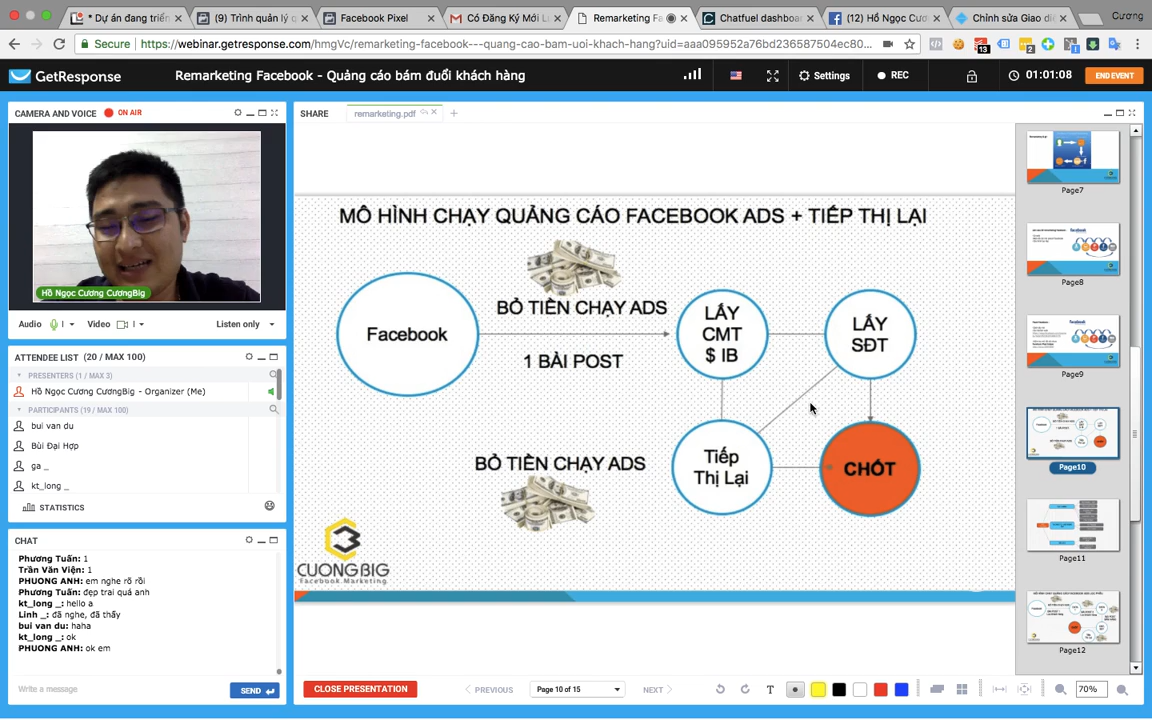 * Dự án đang triển
(9) Trình quản lý q
Facebook Pixel
Có Đăng Ký Mới L
Remarketing Fa
Chatfuel dashboar
(12) Hồ Ngọc Cươ
Chỉnh sửa Giao di
Cương
Secure
https://webinar.getresponse.com/hmgVc/remarketing-facebook---quang-cao-bam-uoi-khach-hang?uid=aaa095952a76bd236587504ec80...
13
2
GetResponse
Remarketing Facebook - Quảng cáo bám đuổi khách hàng
Settings
REC
01:01:08
END EVENT
CAMERA AND VOICE
ON AIR
SHARE
remarketing.pdf
Hồ Ngọc Cương CươngBig
Audio
Video
Listen only
ATTENDEE LIST (20 / MAX 100)
PRESENTERS (1 / MAX 3)
Hồ Ngọc Cương CươngBig - Organizer (Me)
PARTICIPANTS (19 / MAX 100)
bui van du
Bùi Đại Hợp
ga _
kt_long _
STATISTICS
CHAT
Phương Tuấn: 1
Trần Văn Viện: 1
PHUONG ANH: em nghe rõ rồi
Phương Tuấn: đẹp trai quá anh
kt_long _: hello a
Linh _: đã nghe, đã thấy
bui van du: haha
kt_long _: ok
PHUONG ANH: ok em
Write a message
SEND
MÔ HÌNH CHẠY QUẢNG CÁO FACEBOOK ADS + TIẾP THỊ LẠI
Facebook
BỎ TIỀN CHẠY ADS
1 BÀI POST
LẤY
CMT
$ IB
LẤY
SĐT
BỎ TIỀN CHẠY ADS
Tiếp
Thị Lại
CHỐT
CUONGBIG
Facebook Marketing
Page7
Page8
Page9
Page10
Page11
Page12
CLOSE PRESENTATION
PREVIOUS
Page 10 of 15
NEXT
T
70%